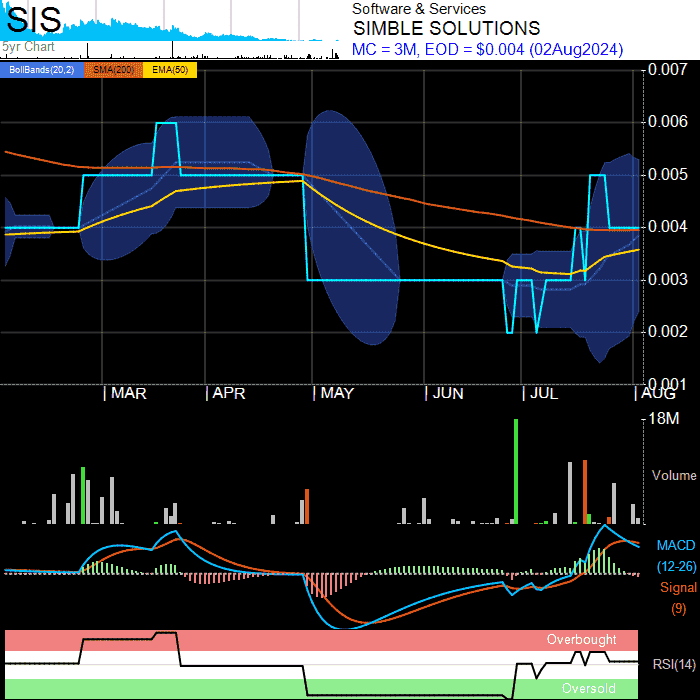 SIS
5yr Chart
Software & Services
SIMBLE SOLUTIONS
MC = 3M, EOD = $0.004 (02Aug2024)
BollBands(20,2) SMA(200) EMA(50)
0.007
0.006
0.005
0.004
0.003
0.002
0.001
| MAR | APR | MAY | JUN | JUL | AUG
18M
Volume
MACD
(12-26)
Signal
(9)
Overbought
RSI(14)
Oversold